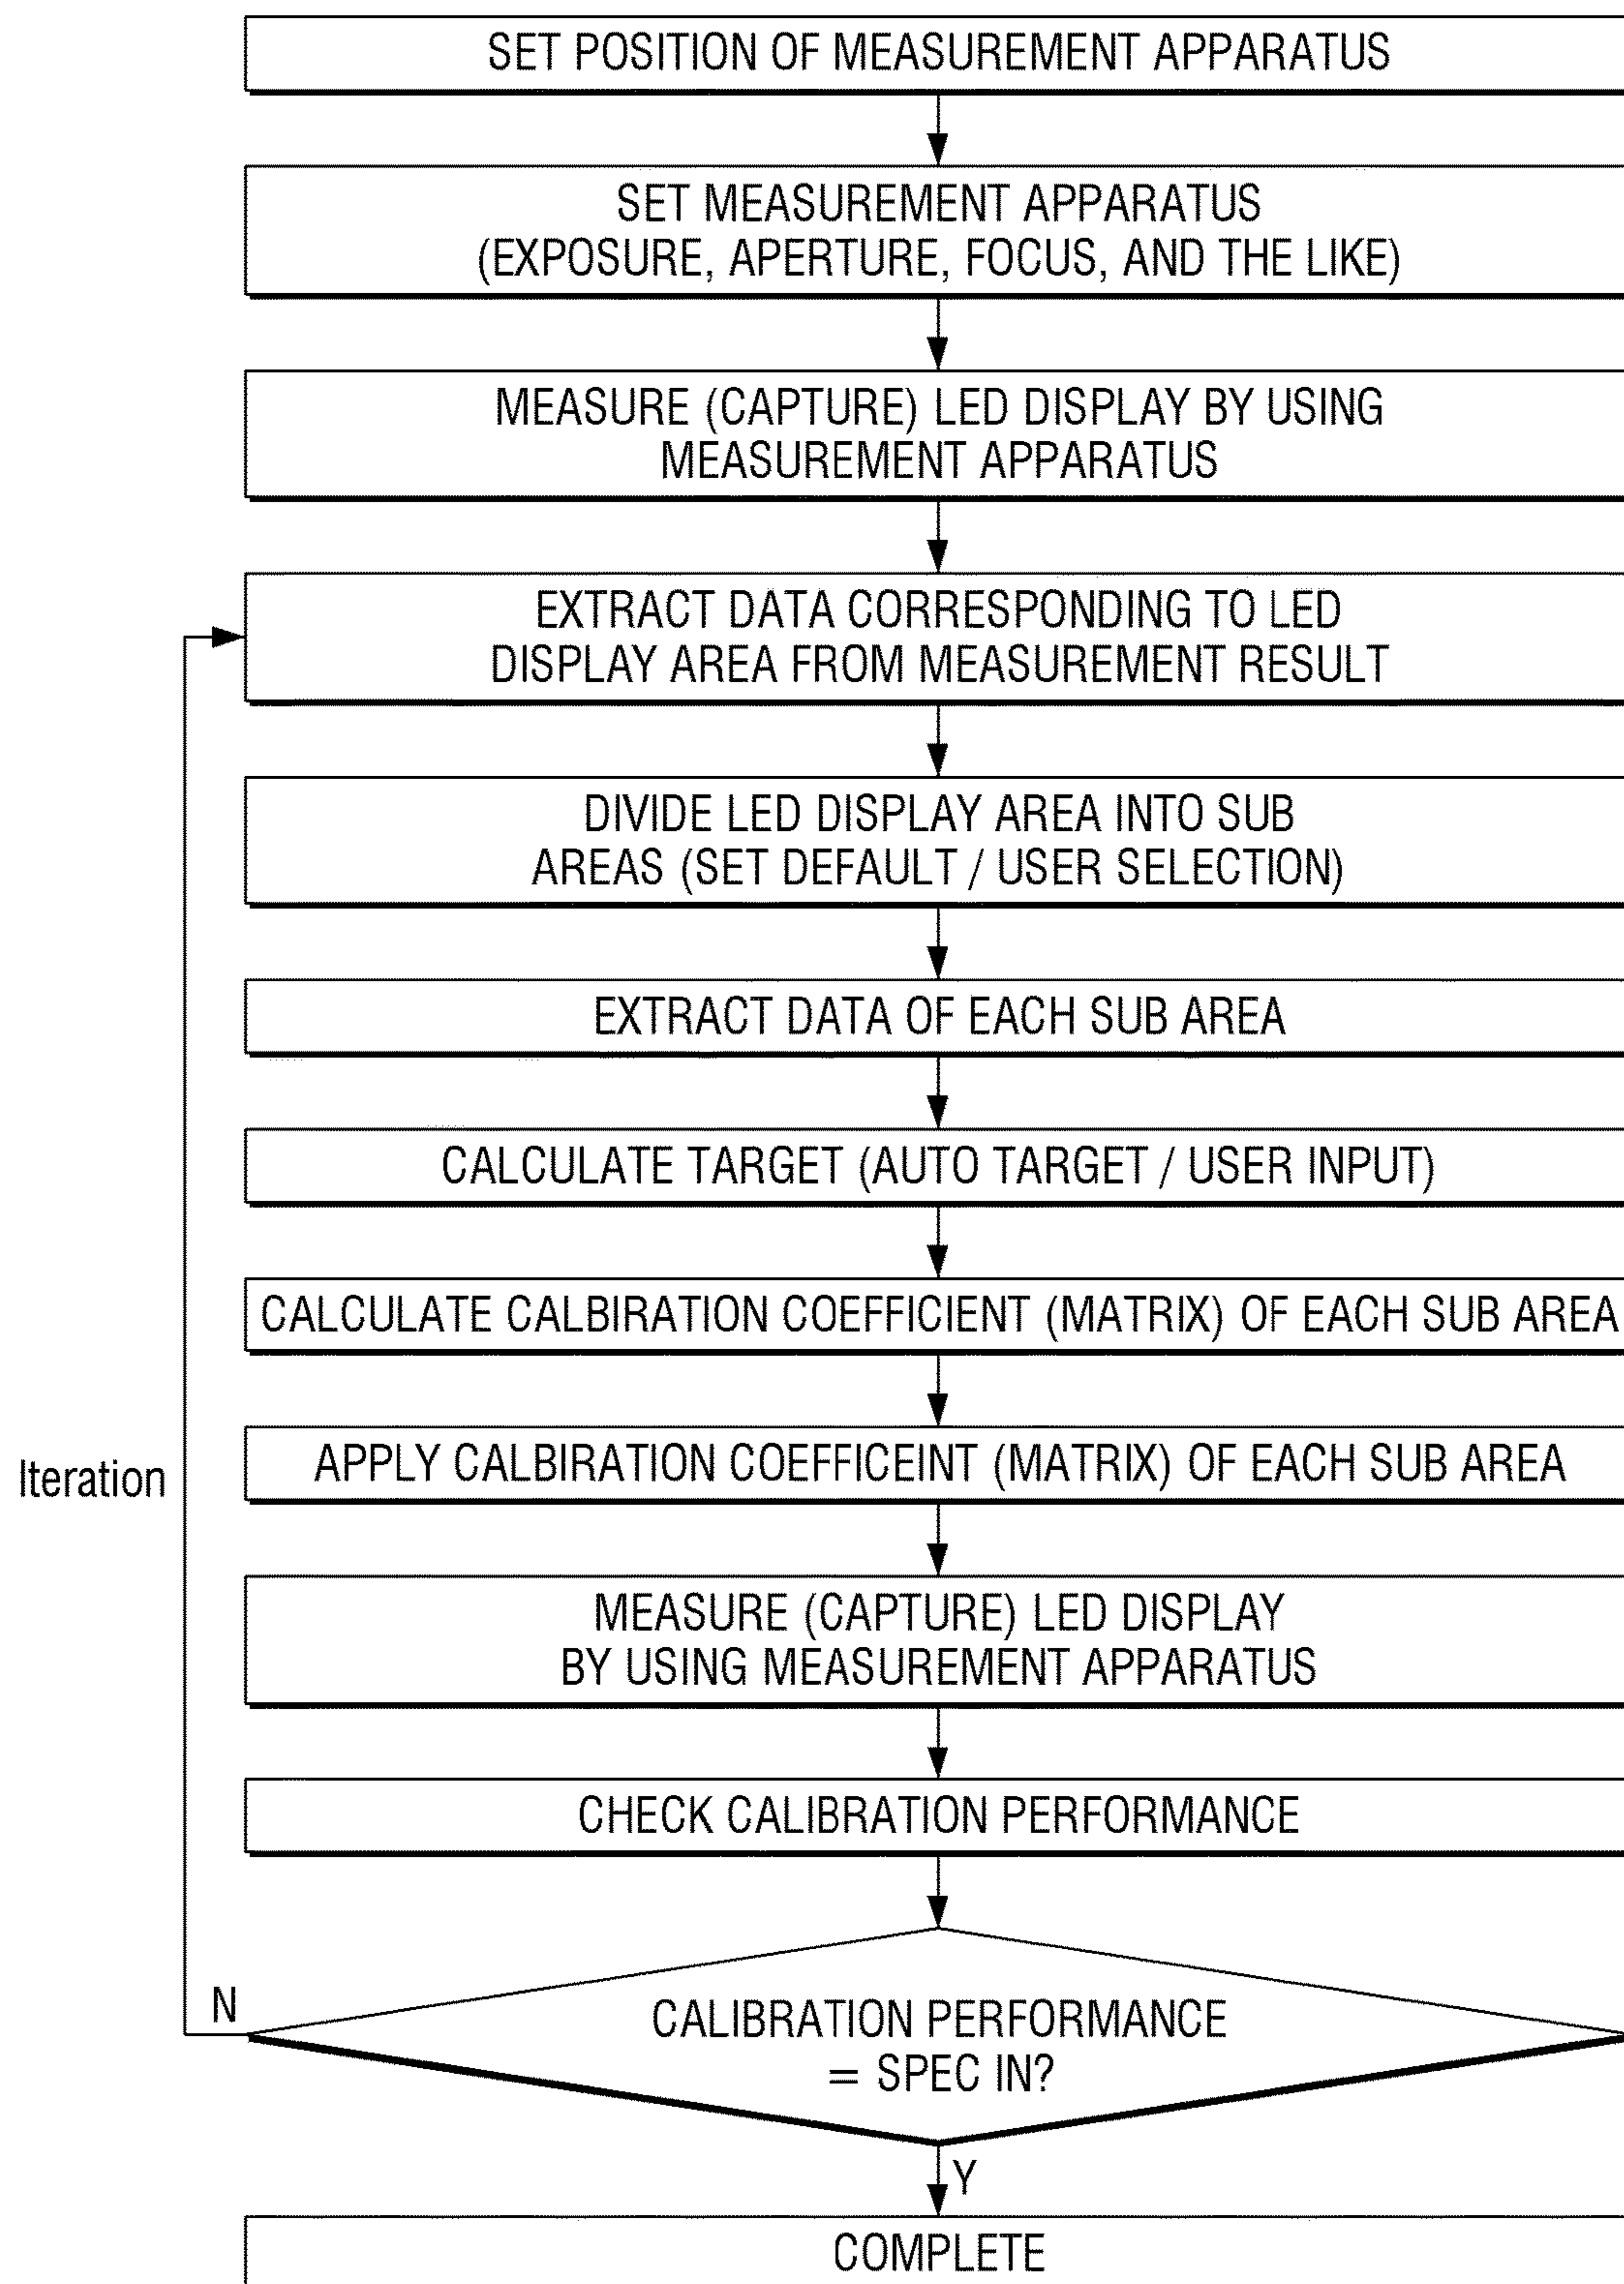 SET POSITION OF MEASUREMENT APPARATUS
SET MEASUREMENT APPARATUS
(EXPOSURE, APERTURE, FOCUS, AND THE LIKE)
MEASURE (CAPTURE) LED DISPLAY BY USING
MEASUREMENT APPARATUS
EXTRACT DATA CORRESPONDING TO LED
DISPLAY AREA FROM MEASUREMENT RESULT
DIVIDE LED DISPLAY AREA INTO SUB
AREAS (SET DEFAULT / USER SELECTION)
EXTRACT DATA OF EACH SUB AREA
CALCULATE TARGET (AUTO TARGET / USER INPUT)
CALCULATE CALBIRATION COEFFICIENT (MATRIX) OF EACH SUB AREA
APPLY CALBIRATION COEFFICEINT (MATRIX) OF EACH SUB AREA
Iteration
MEASURE (CAPTURE) LED DISPLAY
BY USING MEASUREMENT APPARATUS
CHECK CALIBRATION PERFORMANCE
N
CALIBRATION PERFORMANCE
= SPEC IN?
Y
COMPLETE